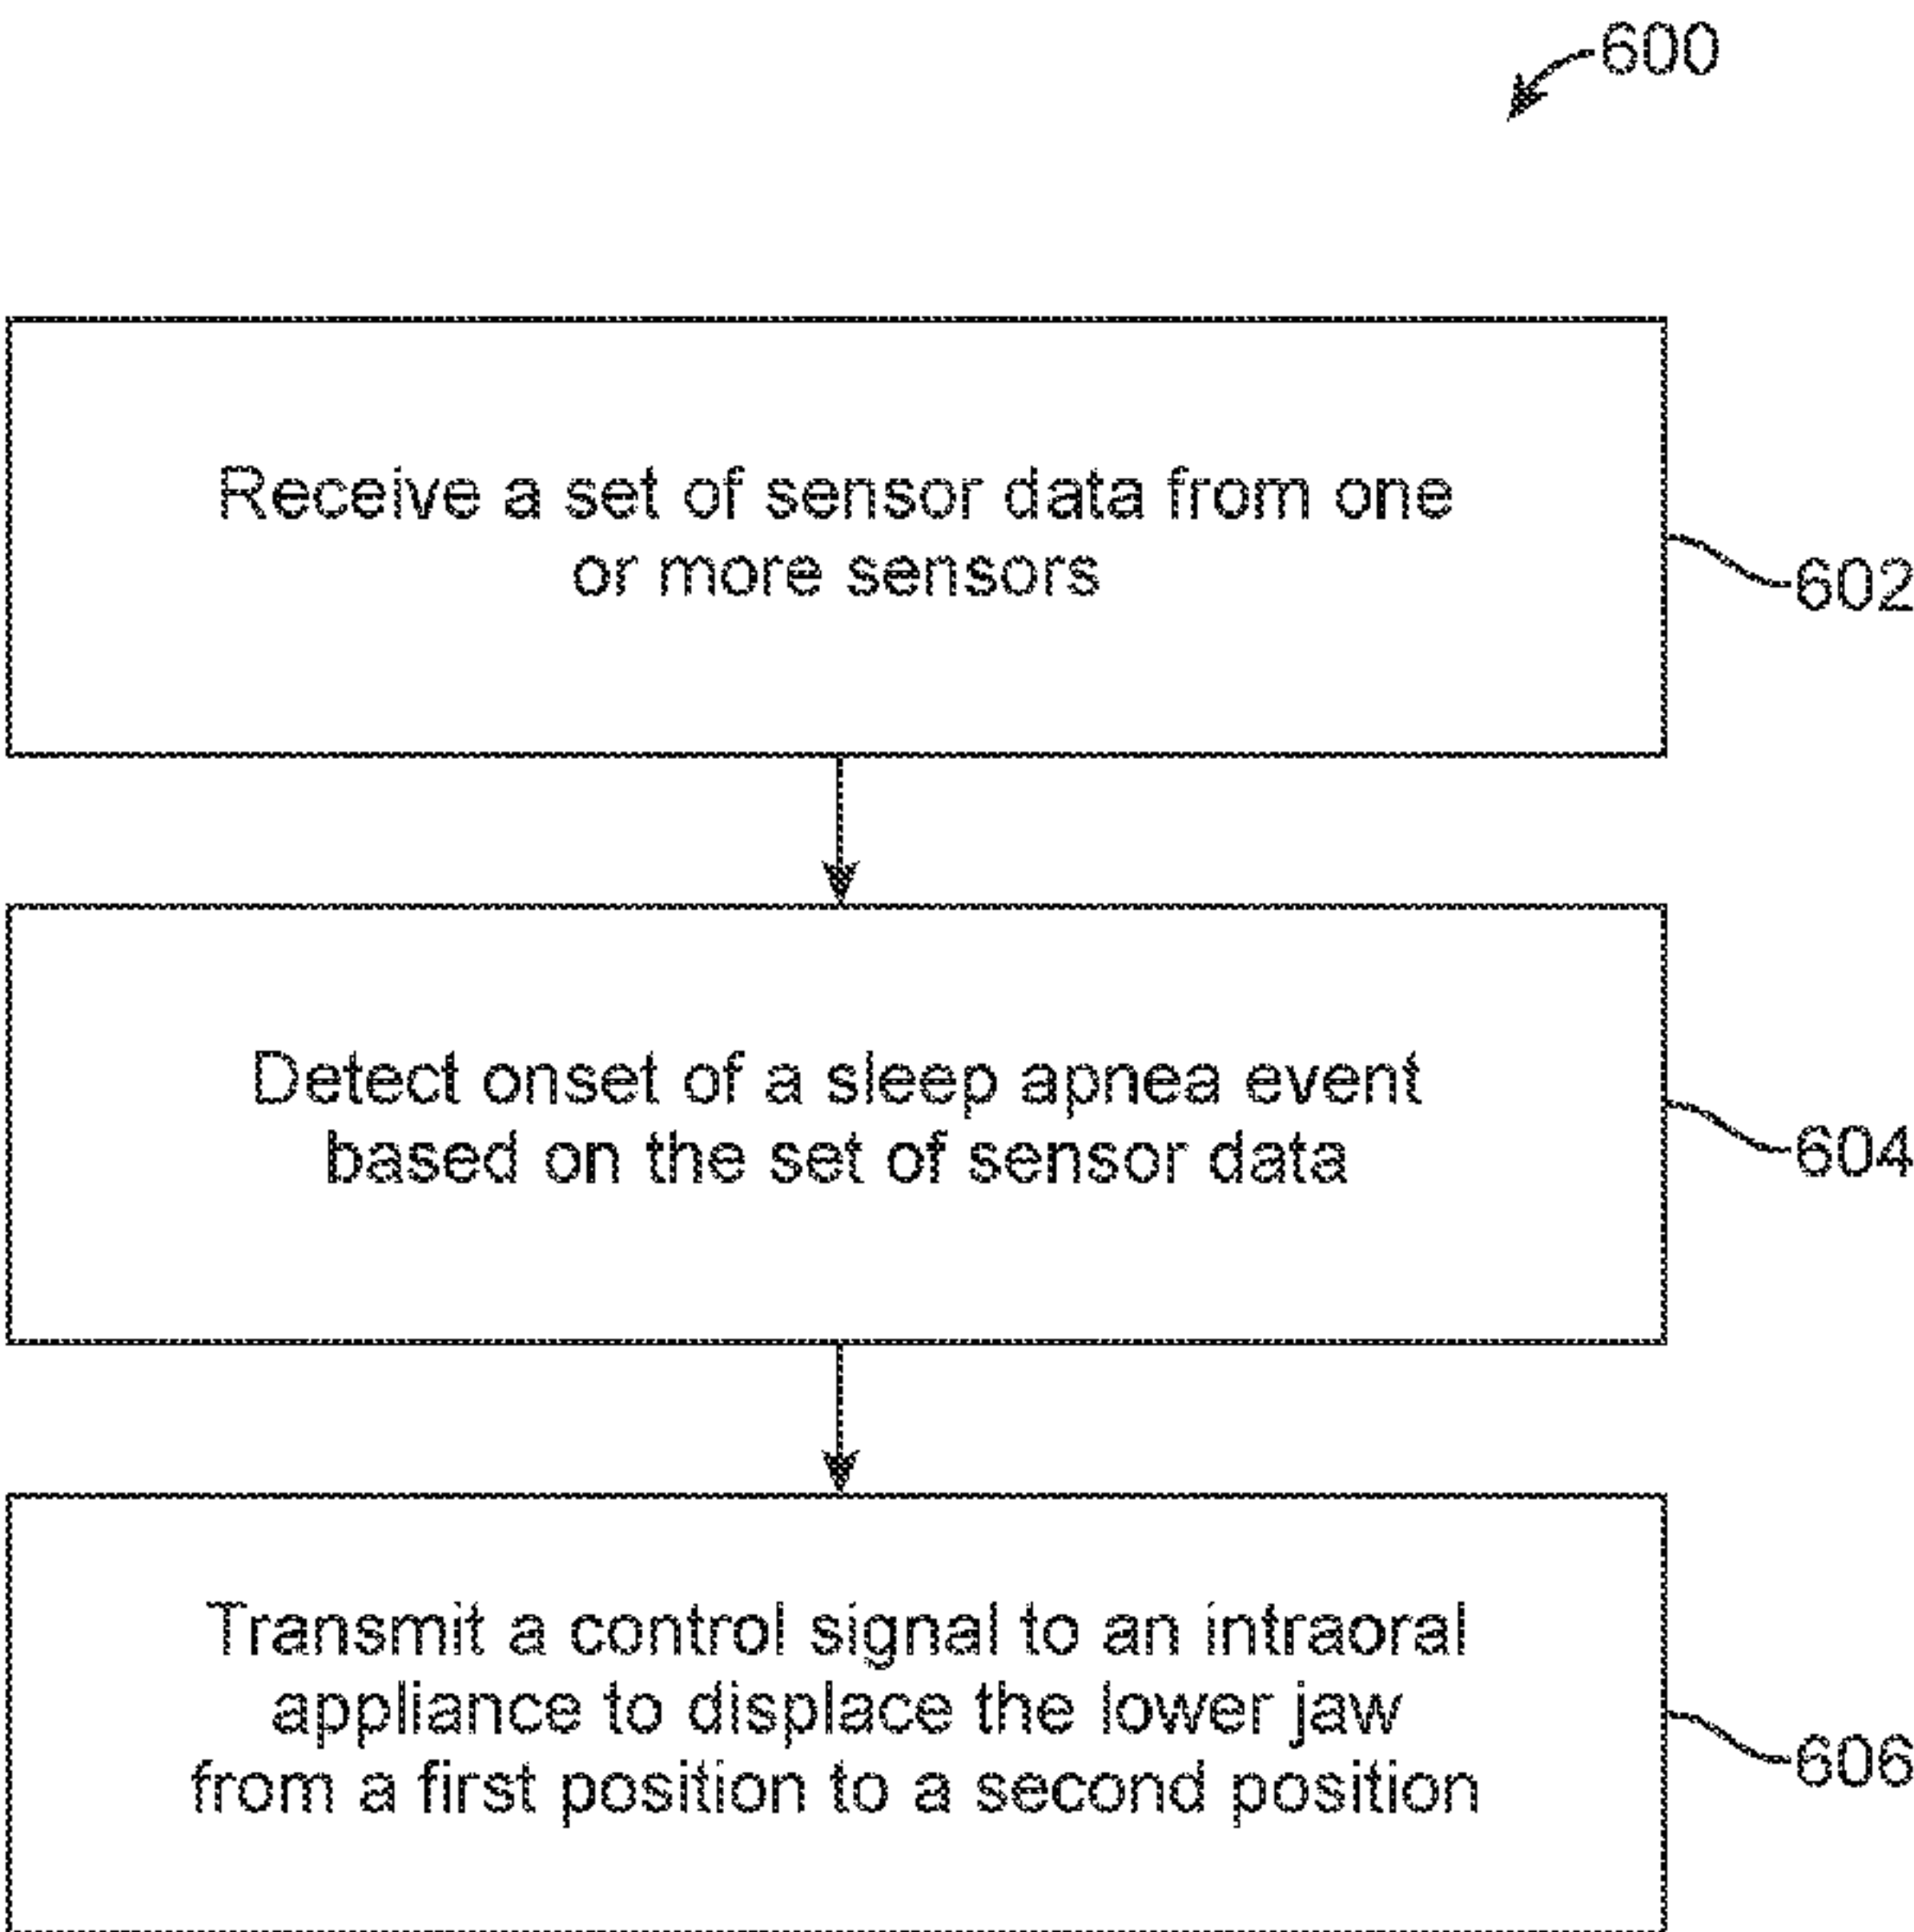 600
Receive a set of sensor data from one
or more sensors
602
Detect onset of a sleep apnea event
based on the set of sensor data
604
Transmit a control signal to an intraoral
appliance to displace the lower jaw
from a first position to a second position
606